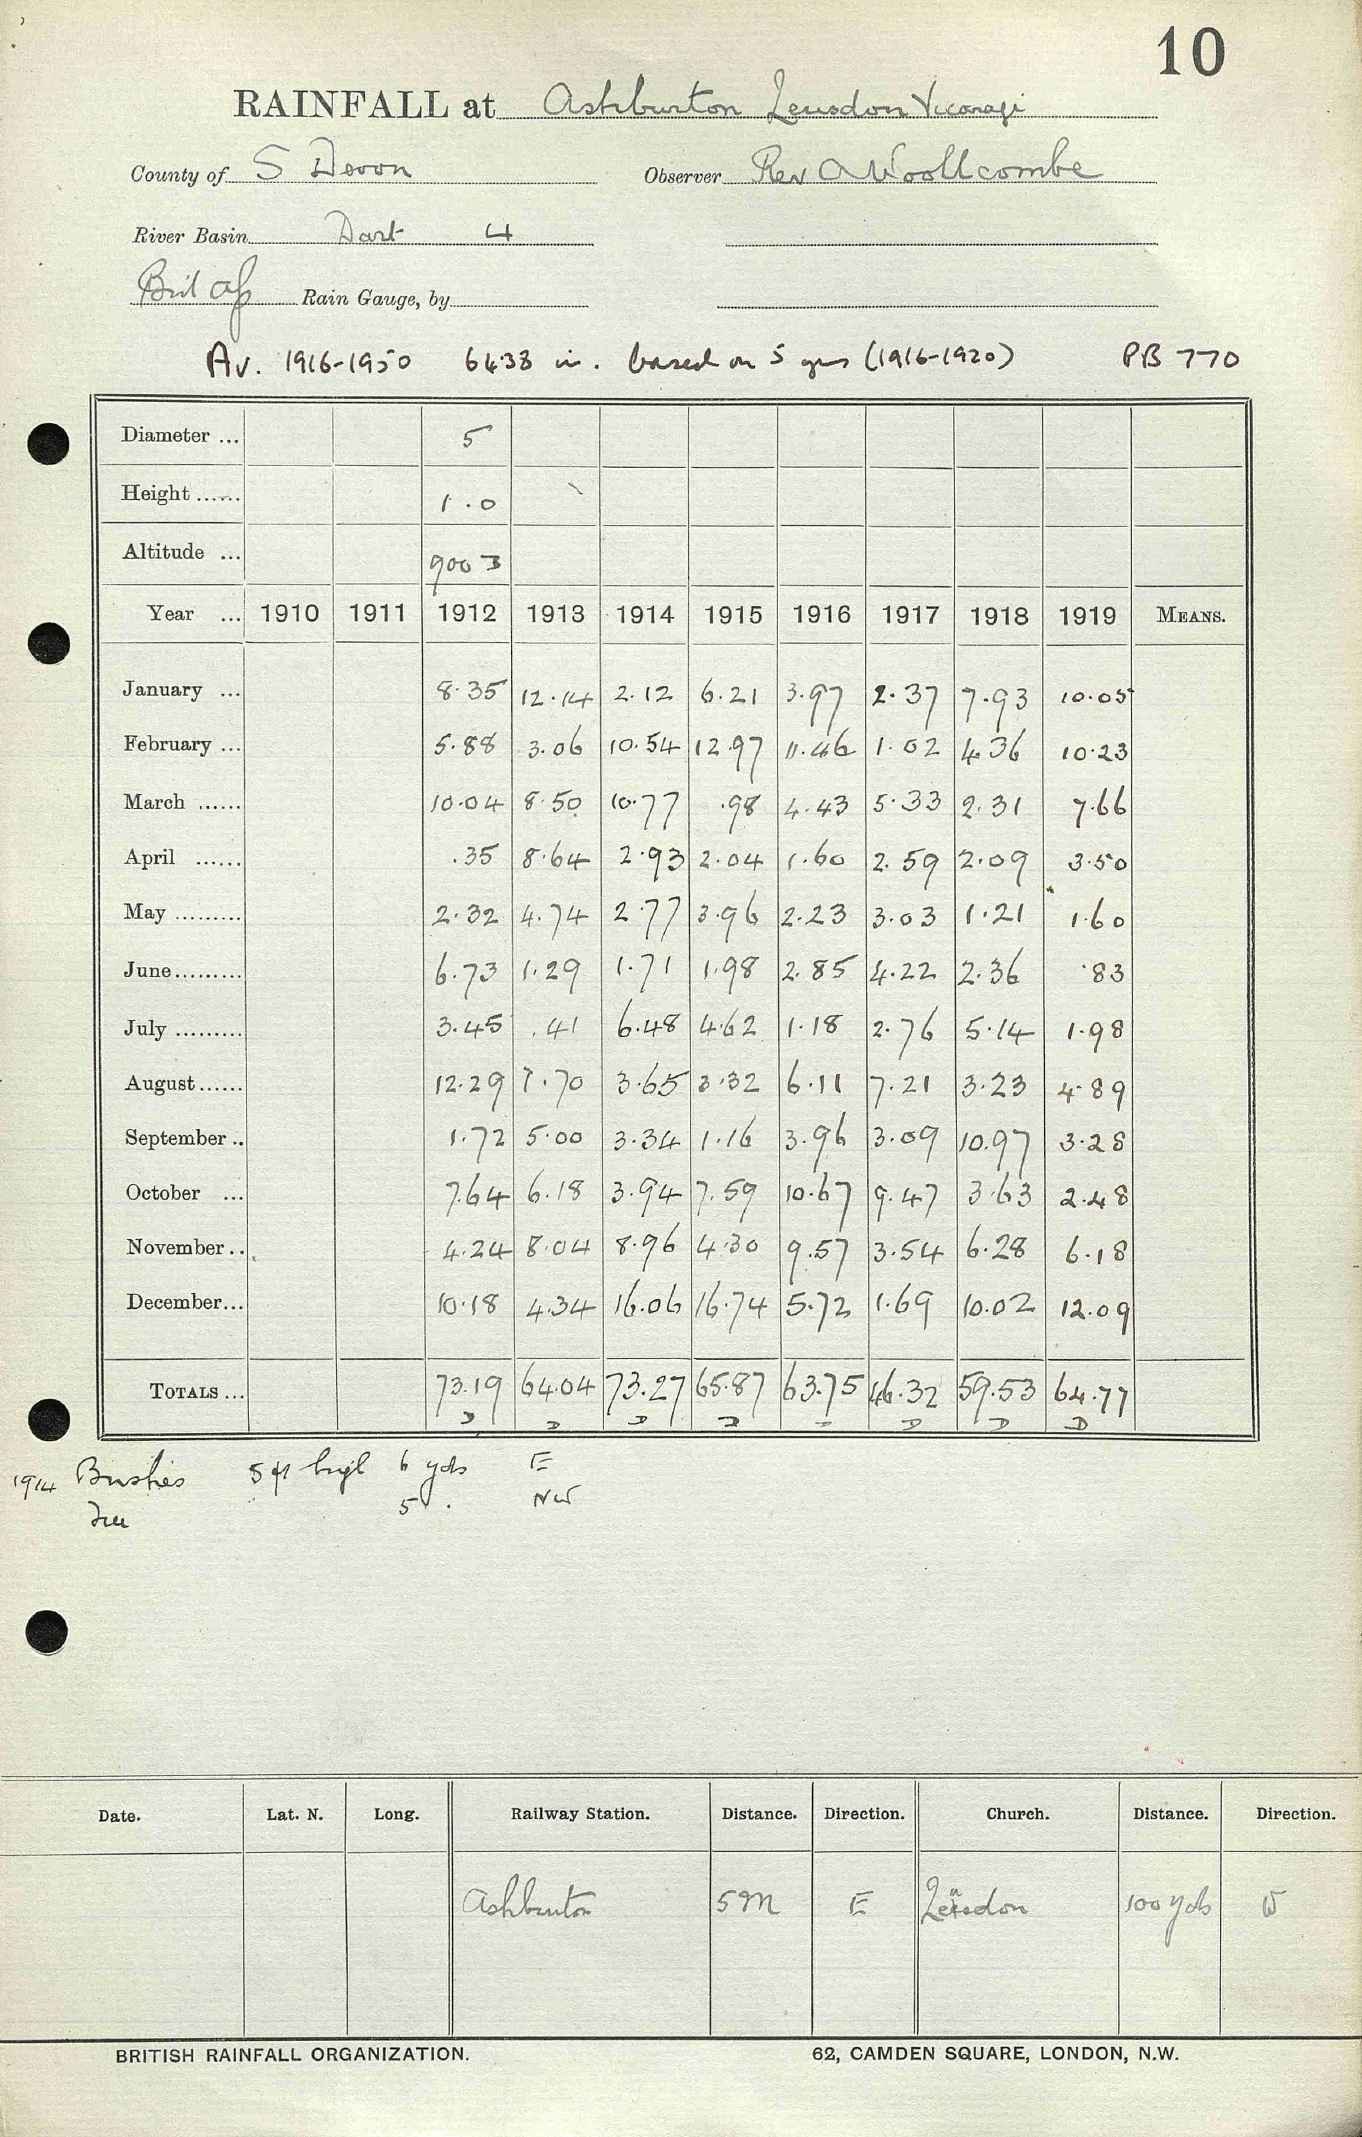 10
RAINFALL at Ashburton Leusdon Vicarage
County of S Devon Observer Rev A Woollcombe
River Basin Dart 4
Rain Gauge, by
Av. 1916-1950 64.38 in. based on 5 yrs (1916-1920) PB 770
Diameter ... 5
Height ...... 1.0
Altitude ... 900
Year ... 1910 1911 1912 1913 1914 1915 1916 1917 1918 1919 MEANS.
January ... 8.35 12.14 2.12 6.21 3.97 2.37 7.93 10.05
February ... 5.88 3.06 10.54 12.97 11.46 1.02 4.36 10.23
March ...... 10.04 8.50 10.77 .98 4.43 5.33 2.31 7.66
April ...... .35 8.64 2.93 2.04 1.60 2.59 2.09 3.50
May ......... 2.32 4.74 2.77 3.96 2.23 3.03 1.21 1.60
June......... 6.73 1.29 1.71 1.98 2.85 4.22 2.36 .83
July ......... 3.45 .41 6.48 4.62 1.18 2.76 5.14 1.98
August...... 12.29 1.70 3.65 3.32 6.11 7.21 3.23 4.89
September .. 1.72 5.00 3.34 1.16 3.96 3.09 10.97 3.28
October ... 7.64 6.18 3.94 7.59 10.67 9.47 3.63 2.48
November .. 4.24 8.04 8.96 4.30 9.57 3.54 6.28 6.18
December... 10.18 4.34 16.06 16.74 5.72 1.69 10.02 12.09
TOTALS ... 73.19 64.04 73.27 65.87 63.75 46.32 59.53 64.77
1914 Bushes 5 ft high 6 yds E
Tree 5 NW
Date. Lat. N. Long. Railway Station. Distance. Direction. Church. Distance. Direction.
Ashburton 5 M E Leusdon 100 yds W
BRITISH RAINFALL ORGANIZATION. 62, CAMDEN SQUARE, LONDON, N.W.